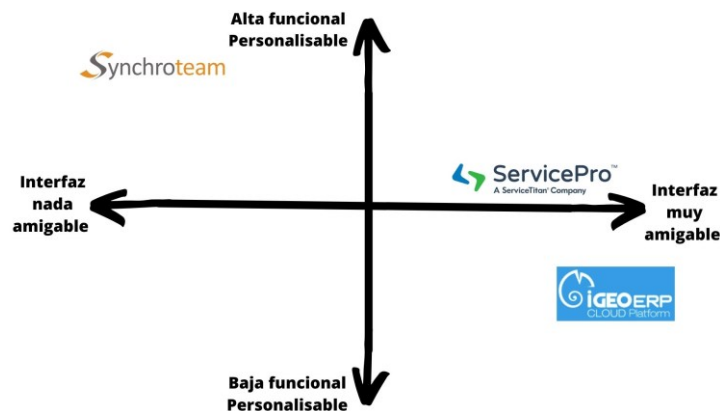 Alta funcional
Personalisable
Synchroteam
ServicePro™
A ServiceTitan® Company
Interfaz
nada
amigable
Interfaz
muy
amigable
iGEOERP
CLOUD Platform
Baja funcional
Personalisable